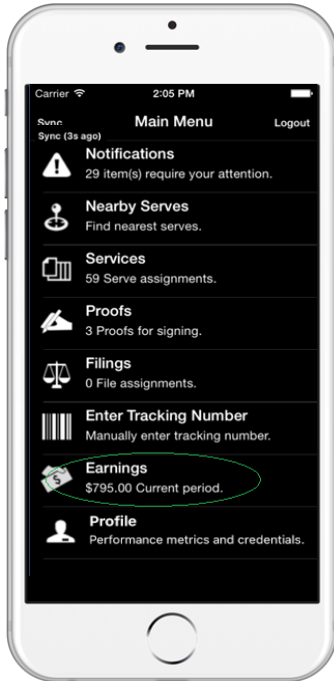 Carrier 2:05 PM
Sync Main Menu Logout
Sync (3s ago)
Notifications
29 item(s) require your attention.
Nearby Serves
Find nearest serves.
Services
59 Serve assignments.
Proofs
3 Proofs for signing.
Filings
0 File assignments.
Enter Tracking Number
Manually enter tracking number.
Earnings
$795.00 Current period.
Profile
Performance metrics and credentials.